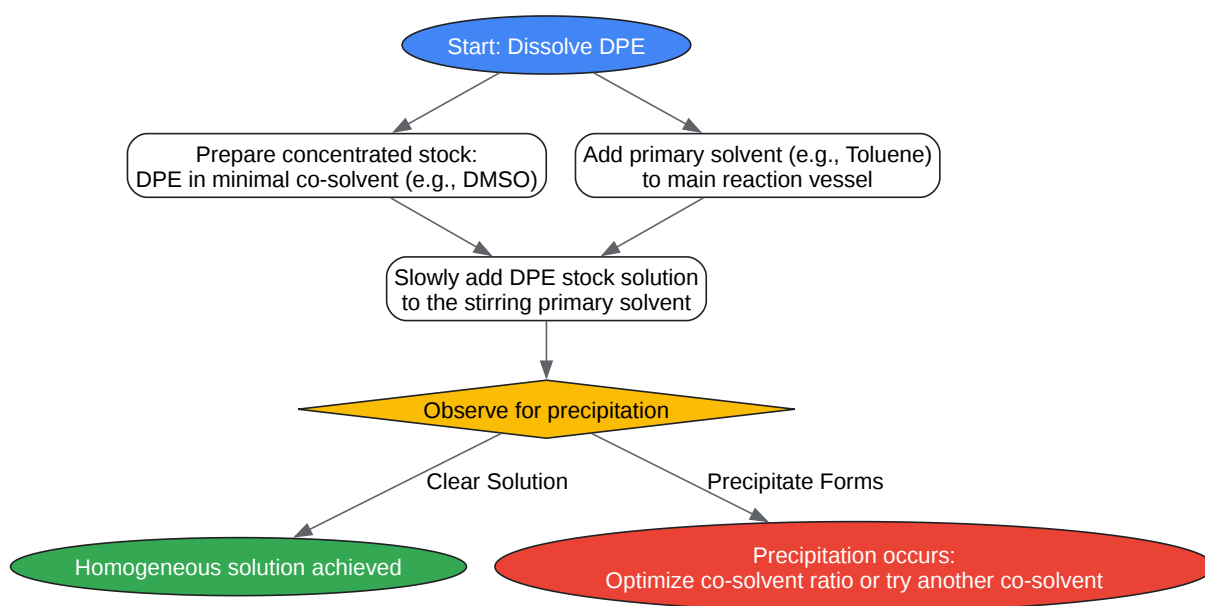 Start: Dissolve DPE
Prepare concentrated stock:
DPE in minimal co-solvent (e.g., DMSO)
Add primary solvent (e.g., Toluene)
to main reaction vessel
Slowly add DPE stock solution
to the stirring primary solvent
Observe for precipitation
Clear Solution
Precipitate Forms
Homogeneous solution achieved
Precipitation occurs:
Optimize co-solvent ratio or try another co-solvent